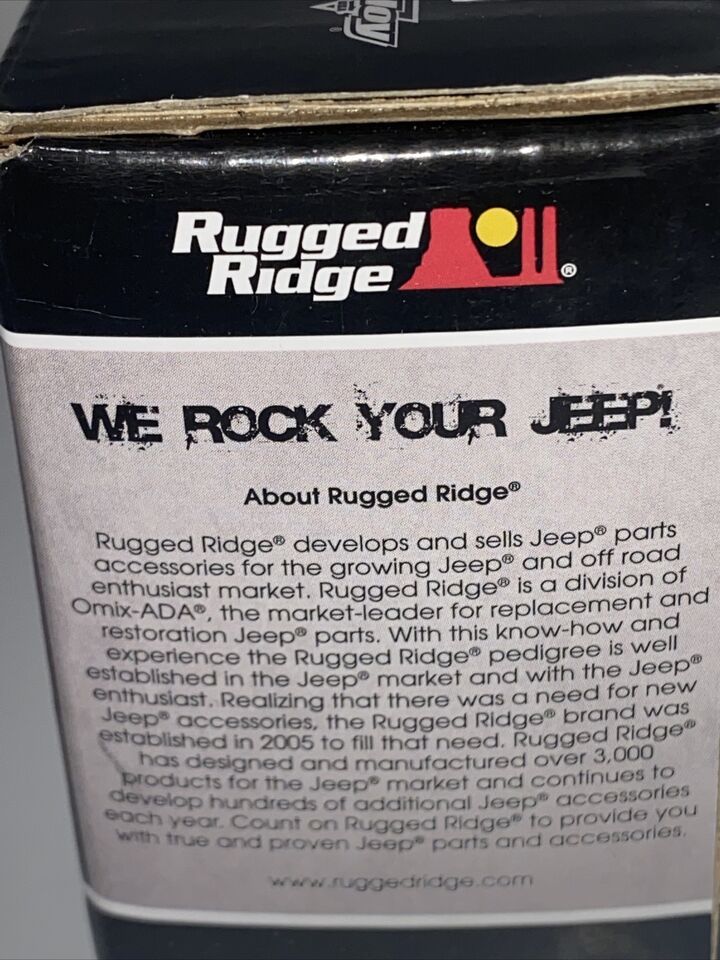 Rugged
Ridge®
WE ROCK YOUR JEEP!
About Rugged Ridge®
Rugged Ridge® develops and sells Jeep® parts
accessories for the growing Jeep® and off road
enthusiast market. Rugged Ridge® is a division of
Omix-ADA®, the market-leader for replacement and
restoration Jeep® parts. With this know-how and
experience the Rugged Ridge® pedigree is well
established in the Jeep® market and with the Jeep®
enthusiast. Realizing that there was a need for new
Jeep® accessories, the Rugged Ridge® brand was
established in 2005 to fill that need. Rugged Ridge®
has designed and manufactured over 3,000
products for the Jeep® market and continues to
develop hundreds of additional Jeep® accessories
each year. Count on Rugged Ridge® to provide you
with true and proven Jeep® parts and accessories.
www.ruggedridge.com